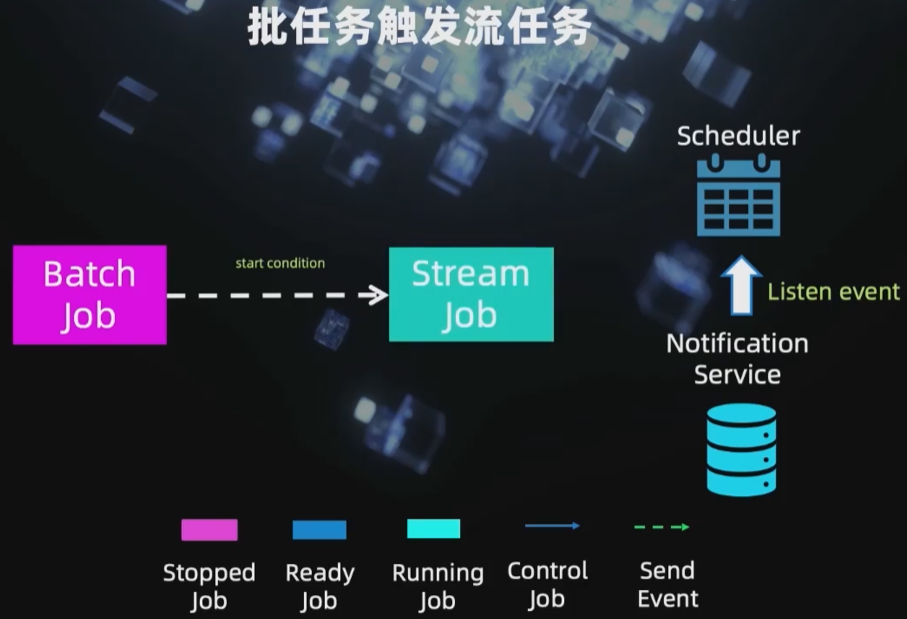 批任务触发流任务
Scheduler
Batch
Job
start condition
Stream
Job
Listen event
Notification
Service
Stopped
Job
Ready
Job
Running
Job
Control
Job
Send
Event